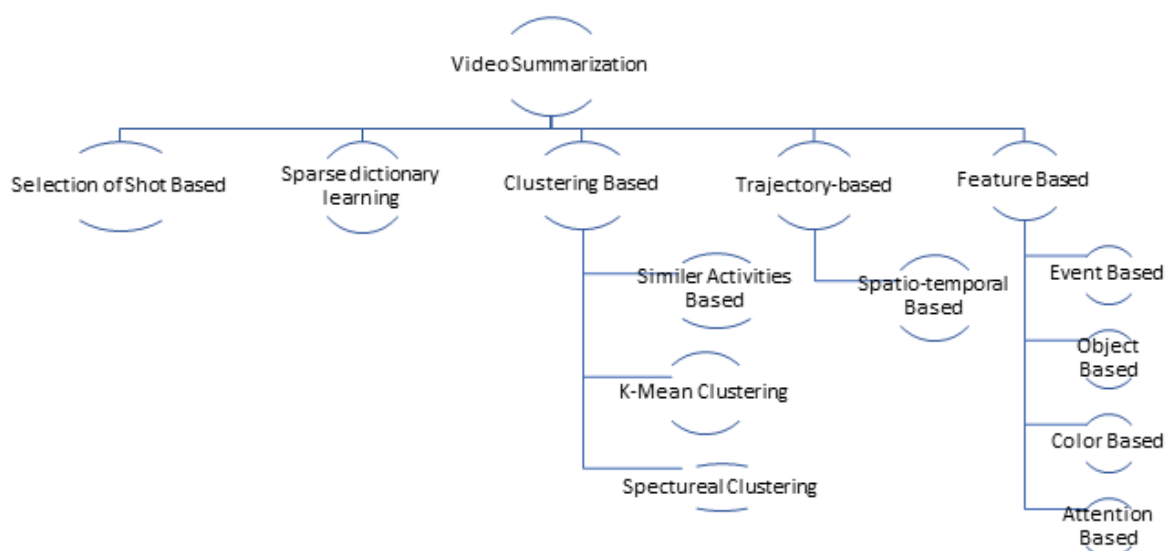 Video Summarization
Selection of Shot Based
Sparse dictionary
learning
Clustering Based
Trajectory-based
Feature Based
Similer Activities
Based
K-Mean Clustering
Spectureal Clustering
Spatio-temporal
Based
Event Based
Object
Based
Color Based
Attention
Based